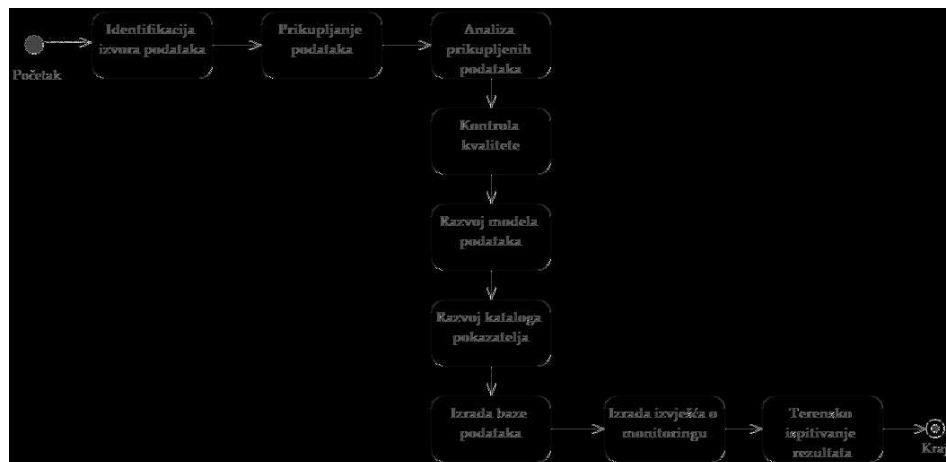 Početak
Identifikacija
izvora podataka
Prikupljanje
podataka
Analiza
prikupljenih
podataka
Kontrola
kvalitete
Razvoj modela
podataka
Razvoj kataloga
pokazatelja
Izrada baze
podataka
Izrada izvješća o
monitoringu
Terensko
ispitivanje
rezultata
Kraj